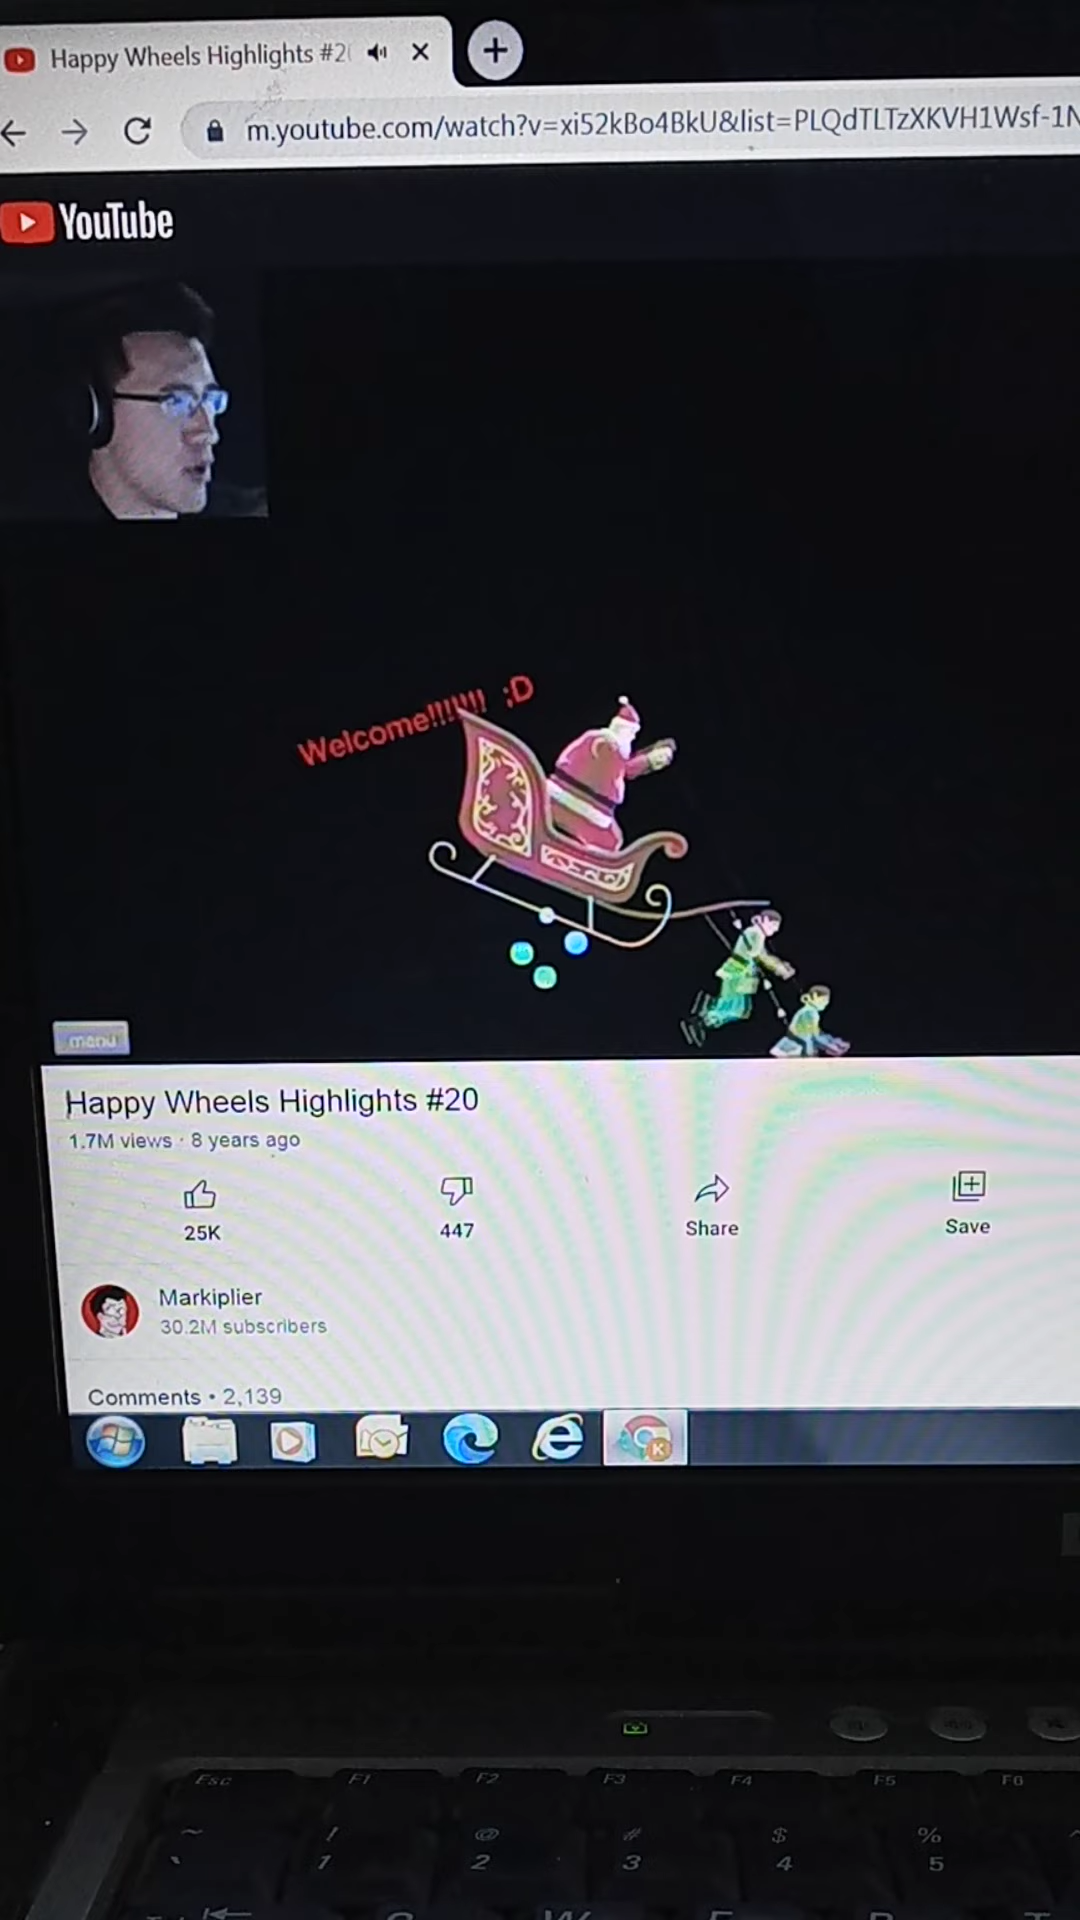 Happy Wheels Highlights #2
m.youtube.com/watch?v=xi52kBo4BkU&list=PLQdTLTzXKVH1Wsf-1N
YouTube
Welcome!!!!!!!! ;D
menu
Happy Wheels Highlights #20
1.7M views · 8 years ago
25K
447
Share
Save
Markiplier
30.2M subscribers
Comments • 2,139
K
Esc F1 F2 F3 F4 F5 F6
~ ! @ # $ %
` 1 2 3 4 5